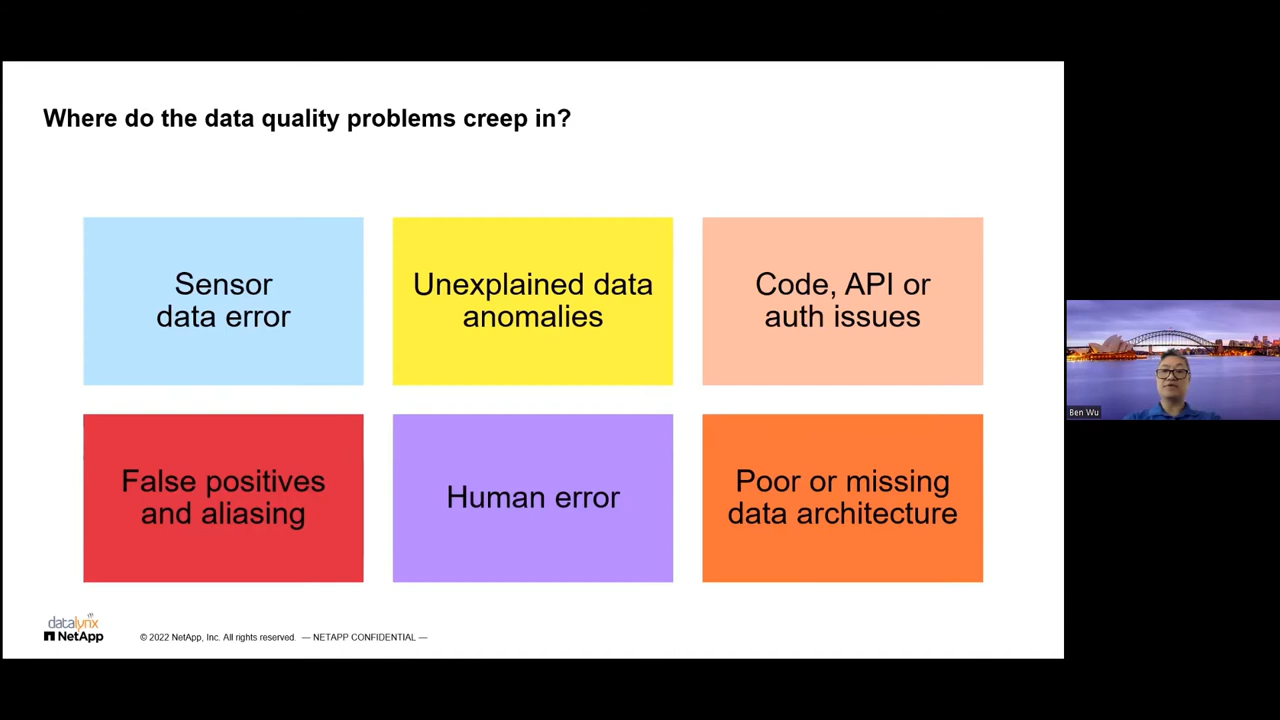 Where do the data quality problems creep in?
Sensor
data error
Unexplained data
anomalies
Code, API or
auth issues
False positives
and aliasing
Human error
Poor or missing
data architecture
datalynx
NetApp
© 2022 NetApp, Inc. All rights reserved. — NETAPP CONFIDENTIAL —
Ben Wu